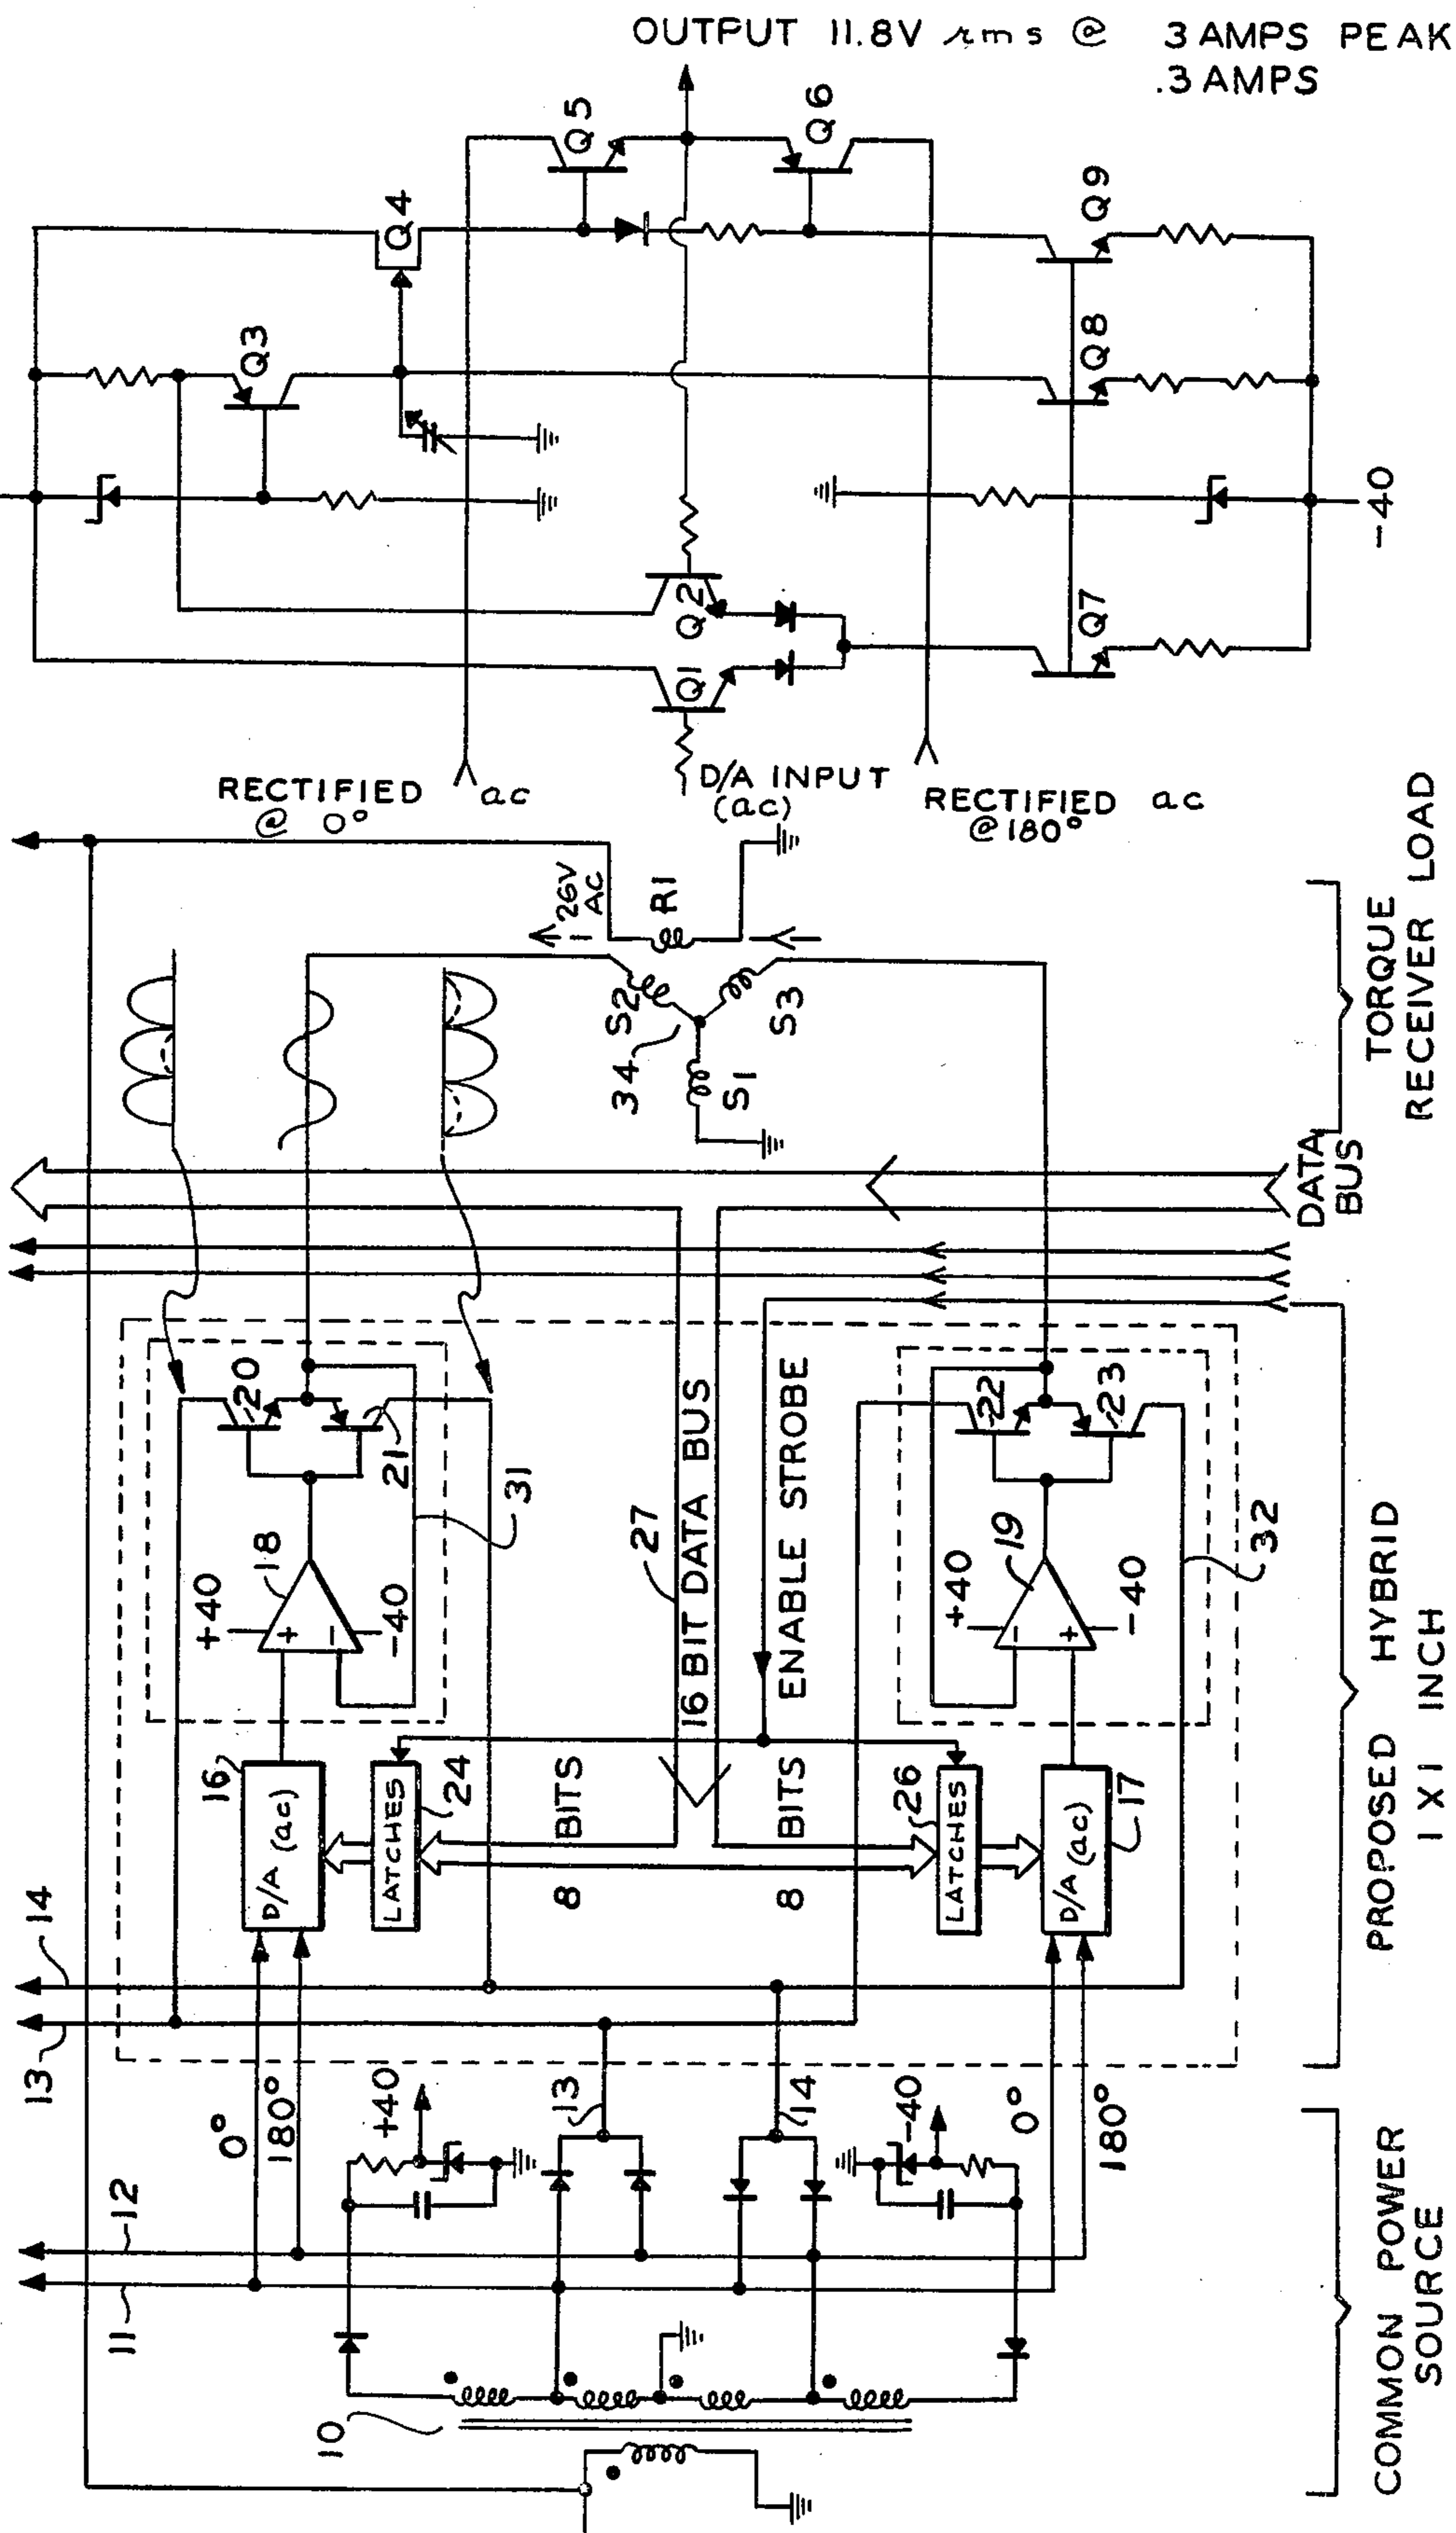 OUTPUT 11.8V rms @ 3 AMPS PEAK
.3 AMPS
Q5
Q6
Q4
Q3
Q9
Q8
Q2
Q1
Q7
-40
RECTIFIED ac
@ 0°
D/A INPUT
(ac)
RECTIFIED ac
@ 180°
26V
AC
R1
S2
S3
S1
34
TORQUE
RECEIVER LOAD
DATA
BUS
20
21
31
+40
18
-40
27
16 BIT DATA BUS
ENABLE STROBE
22
23
32
+40
19
-40
+
-
-
+
16
D/A (ac)
LATCHES
24
8 BITS
8 BITS
26
LATCHES
D/A (ac)
17
PROPOSED HYBRID
1 X 1 INCH
14
13
0°
180°
+40
13
14
-40
0°
180°
12
11
10
COMMON POWER
SOURCE